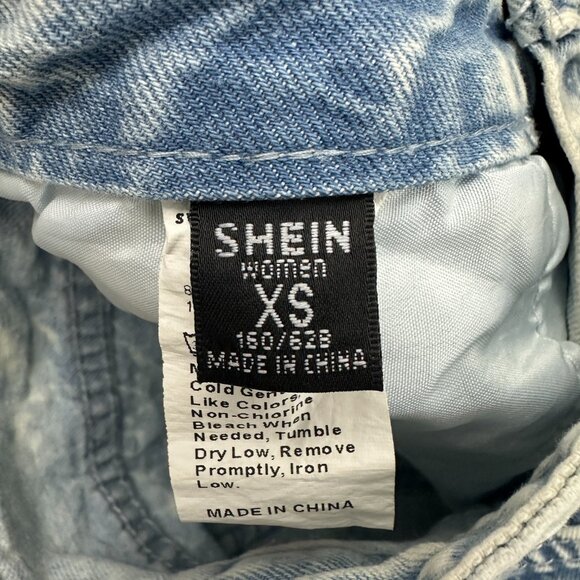 SHEIN
women
XS
160/62B
MADE IN CHINA
Cold Gen
Like Colors
Non-Chlorine
Bleach When
Needed, Tumble
Dry Low, Remove
Promptly, Iron
Low.
MADE IN CHINA